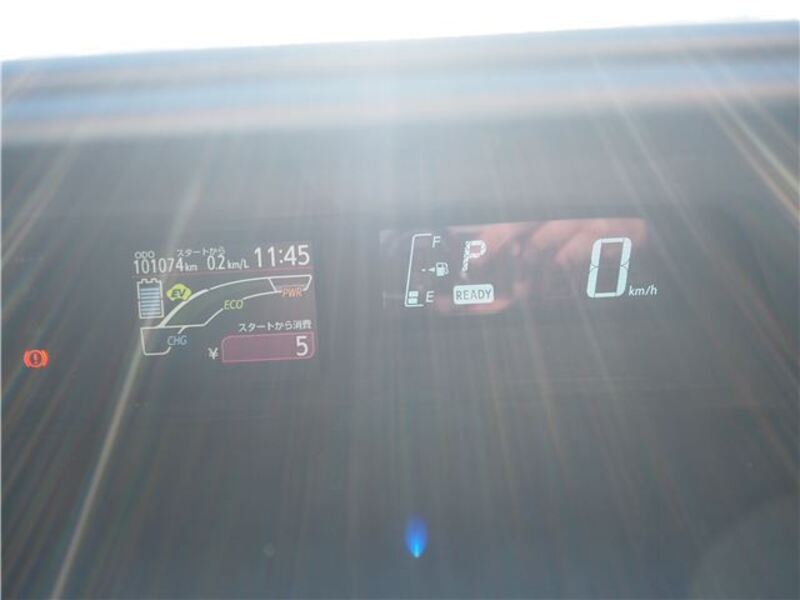 ODO スタートから
101074km 0.2km/L 11:45
EV
ECO
PWR
CHG
スタートから消費
¥ 5
F
E
P
READY
0 km/h